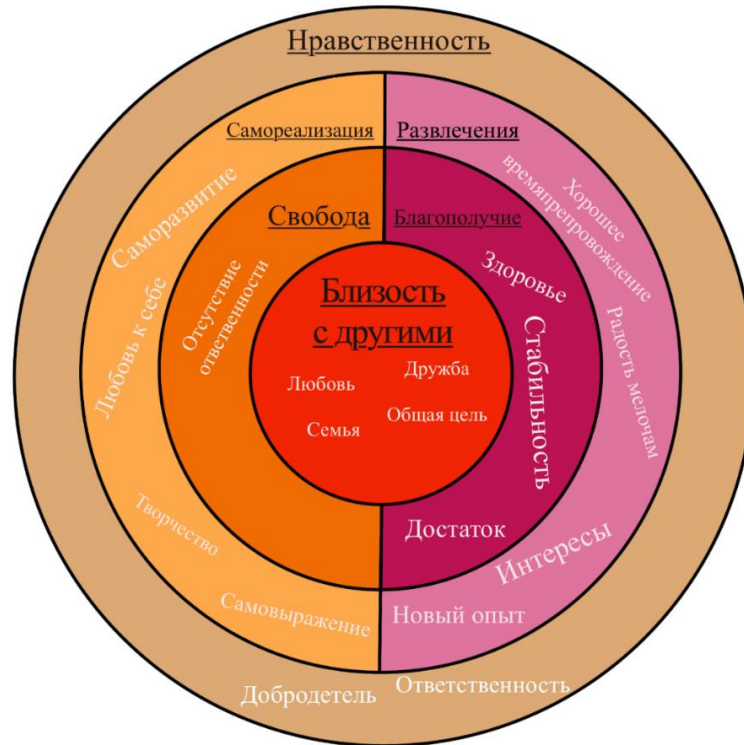 Нравственность
Самореализация
Развлечения
Саморазвитие
Хорошее
времяпрепровождение
Свобода
Благополучие
Любовь к себе
Отсутствие
ответвенности
Здоровье
Радость мелочам
Близость
с другими
Стабильность
Любовь
Дружба
Семья
Общая цель
Творчество
Достаток
Интересы
Самовыражение
Новый опыт
Добродетель
Ответственность